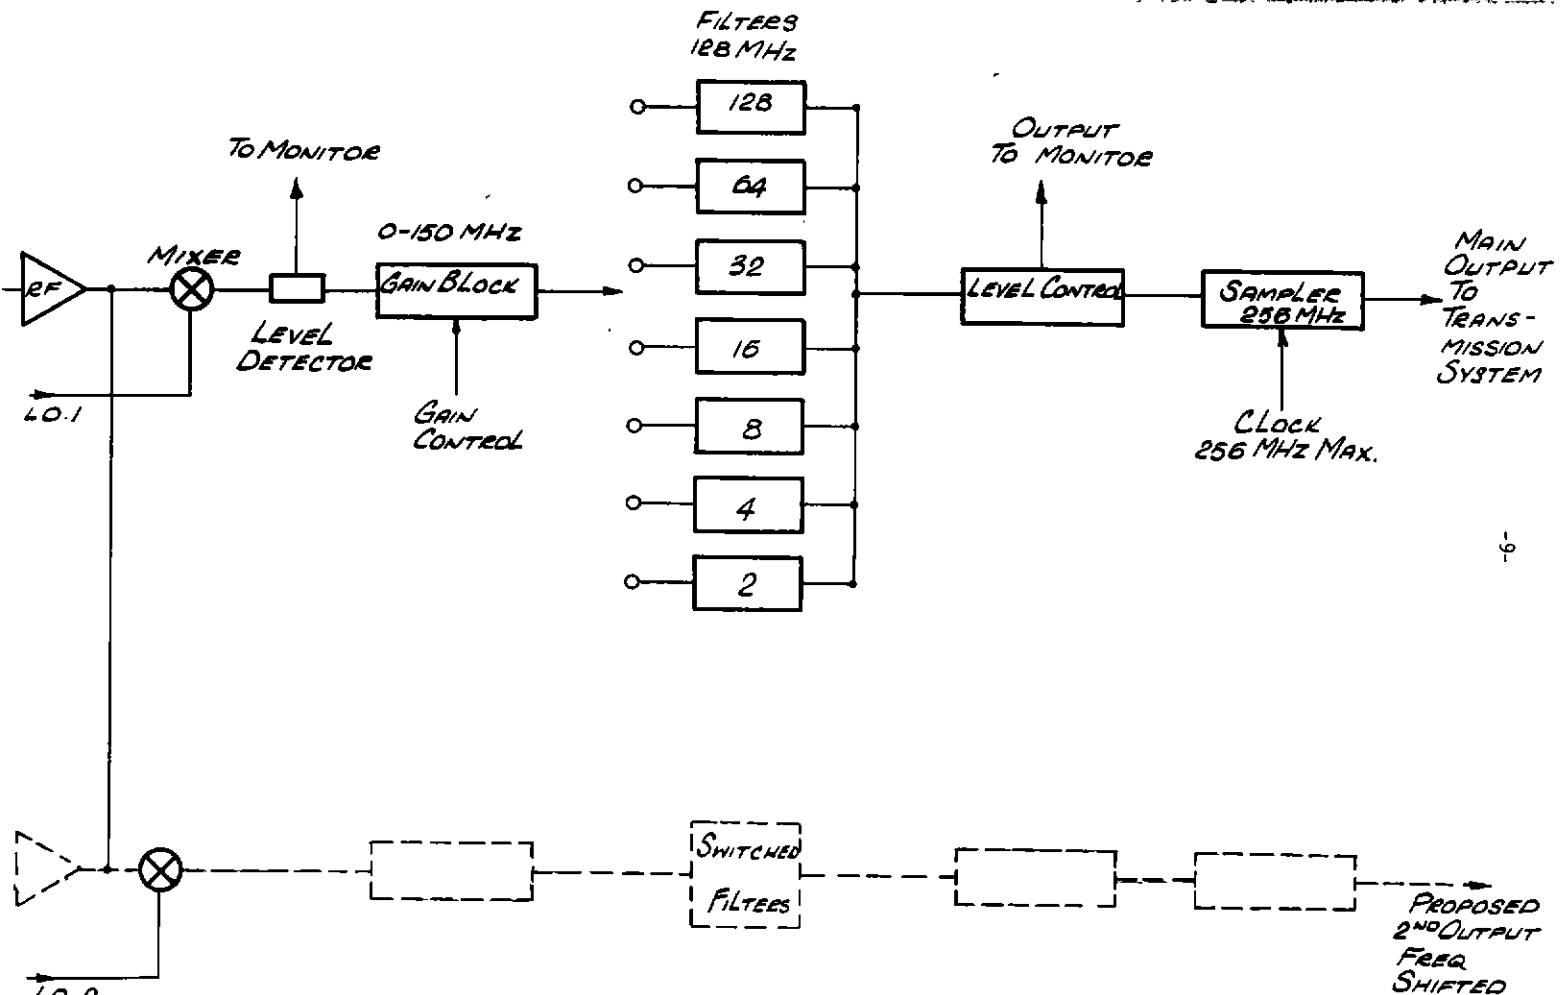 FILTERS
128 MHZ
128
64
32
16
8
4
2
TO MONITOR
0-150 MHZ
MIXER
RF
GAIN BLOCK
LEVEL
DETECTOR
LO.1
GAIN
CONTROL
OUTPUT
TO MONITOR
LEVEL CONTROL
SAMPLER
256 MHZ
MAIN
OUTPUT
TO
TRANS-
MISSION
SYSTEM
CLOCK
256 MHZ MAX.
-6-
SWITCHED
FILTERS
PROPOSED
2ND OUTPUT
FREQ
SHIFTED